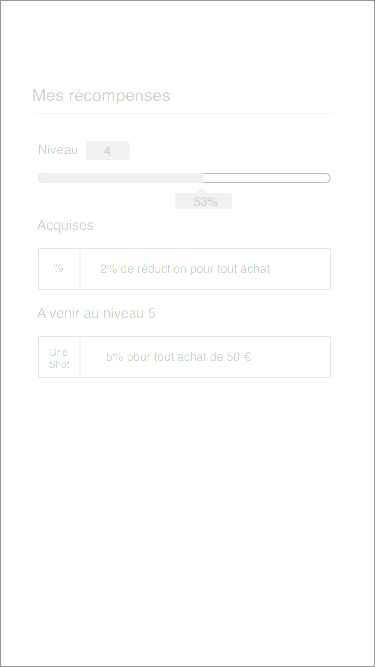 Mes récompenses
Niveau 4
53%
Acquises
% 2% de réduction pour tout achat
A venir au niveau 5
One
Shot
5% pour tout achat de 50 €